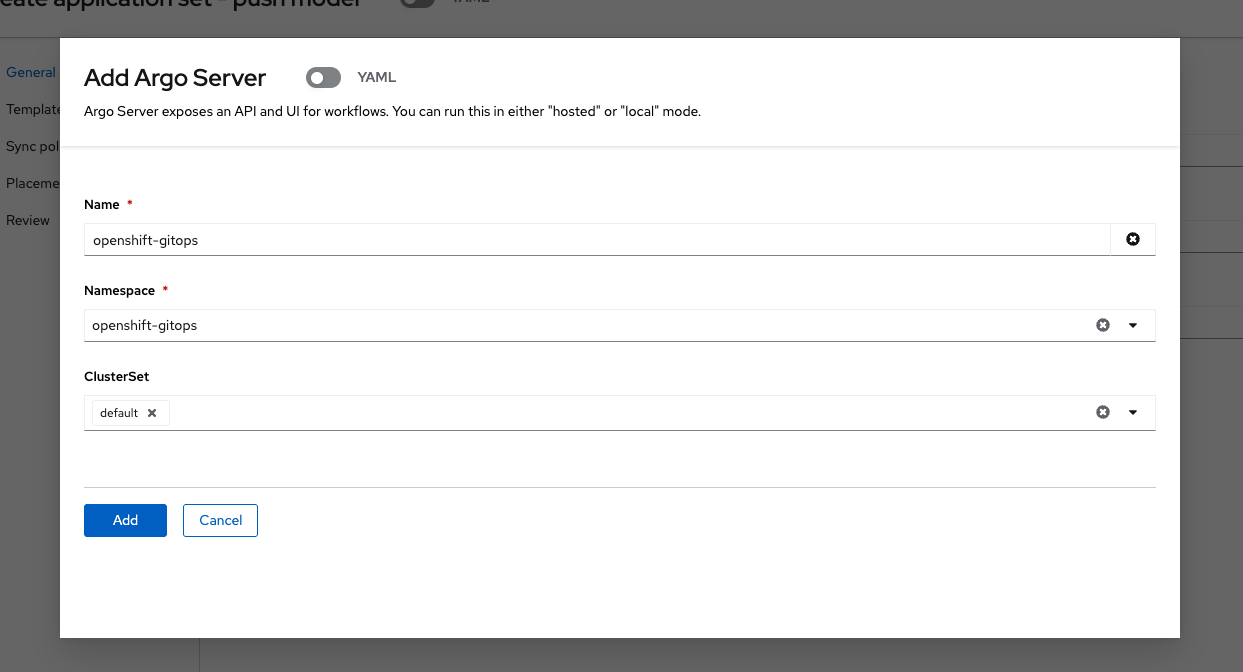 eate application set - push model
YAML
Add Argo Server
YAML
Argo Server exposes an API and UI for workflows. You can run this in either "hosted" or "local" mode.
General
Template
Sync pol
Placeme
Review
Name *
openshift-gitops
Namespace *
openshift-gitops
ClusterSet
default
Add
Cancel